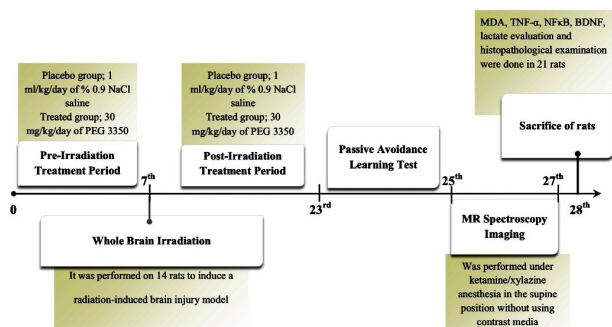 MDA, TNF-α, NFκB, BDNF,
lactate evaluation and
histopathological examination
were done in 21 rats
Placebo group; 1
ml/kg/day of % 0.9 NaCl
saline
Treated group; 30
mg/kg/day of PEG 3350
Placebo group; 1
ml/kg/day of % 0.9 NaCl
saline
Treated group; 30
mg/kg/day of PEG 3350
Sacrifice of rats
Pre-Irradiation
Treatment Period
Post-Irradiation
Treatment Period
Passive Avoidance
Learning Test
0
7th
23rd
25th
27th
28th
Whole Brain Irradiation
It was performed on 14 rats to induce a
radiation-induced brain injury model
MR Spectroscopy
Imaging
Was performed under
ketamine/xylazine
anesthesia in the supine
position without using
contrast media